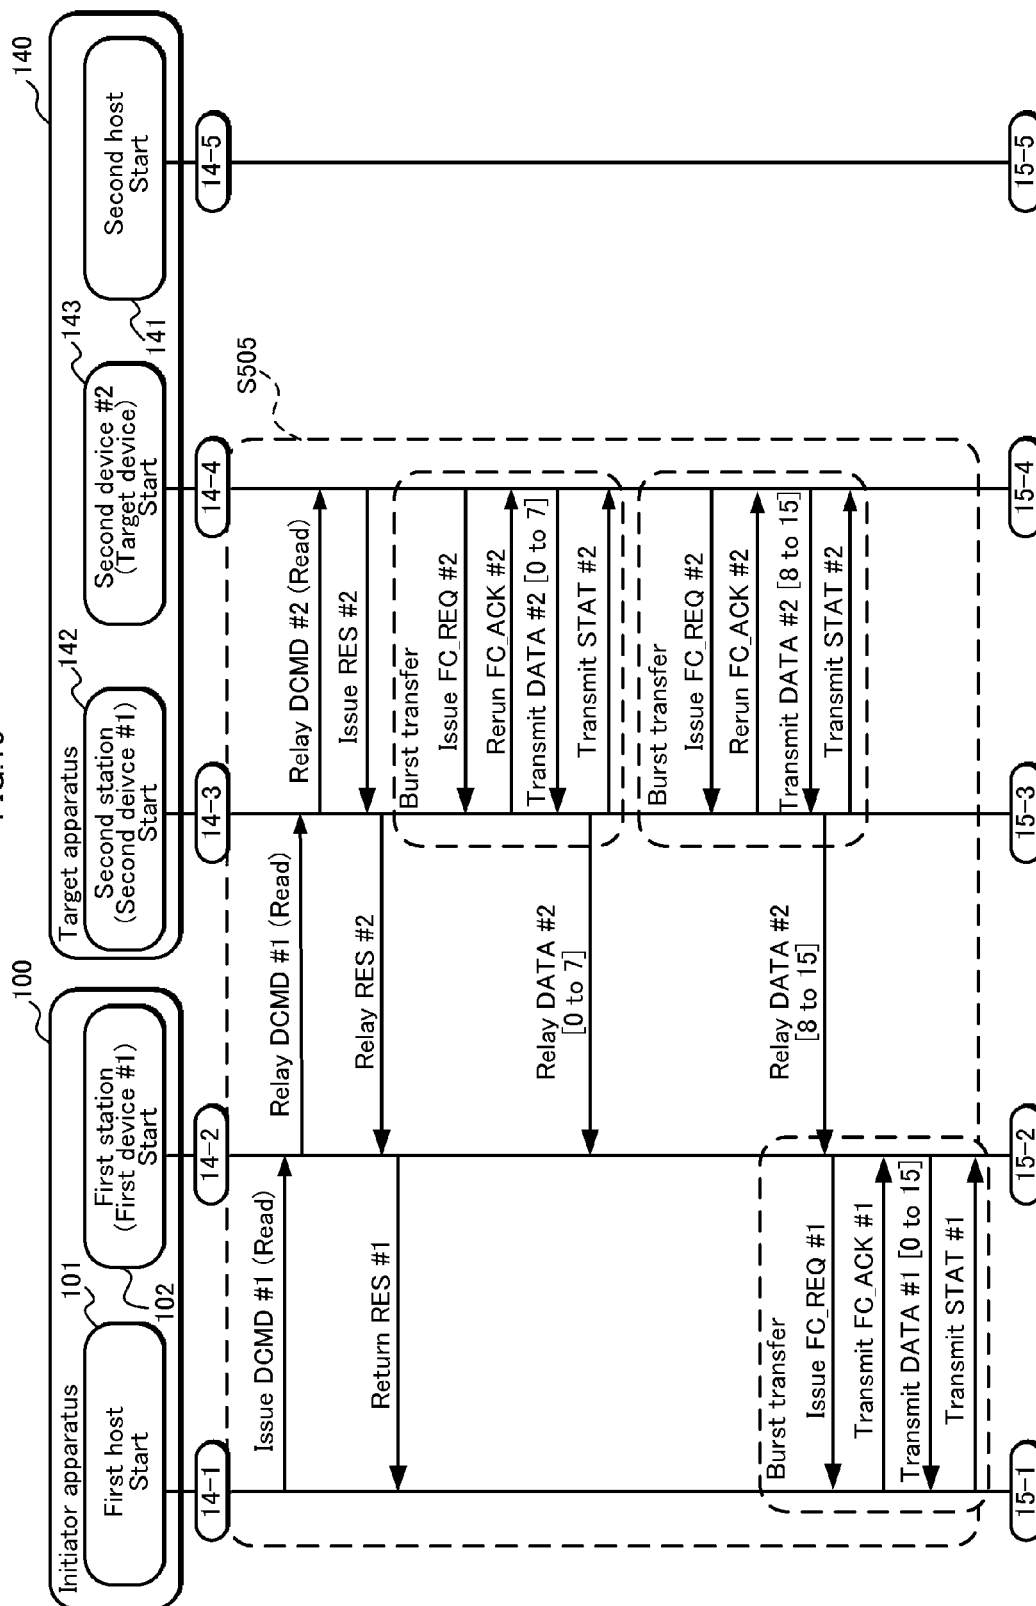 Initiator apparatus
100
101
First host
Start
102
First station
(First device #1)
Start
Target apparatus
140
142
Second station
(Second deivce #1)
Start
143
Second device #2
(Target device)
Start
141
Second host
Start
14-1
14-2
14-3
14-4
14-5
S505
Issue DCMD #1 (Read)
Relay DCMD #1 (Read)
Relay DCMD #2 (Read)
Issue RES #2
Relay RES #2
Return RES #1
Burst transfer
Issue FC_REQ #2
Rerun FC_ACK #2
Transmit DATA #2 [0 to 7]
Relay DATA #2
[0 to 7]
Transmit STAT #2
Burst transfer
Issue FC_REQ #2
Rerun FC_ACK #2
Transmit DATA #2 [8 to 15]
Relay DATA #2
[8 to 15]
Transmit STAT #2
Burst transfer
Issue FC_REQ #1
Transmit FC_ACK #1
Transmit DATA #1 [0 to 15]
Transmit STAT #1
15-1
15-2
15-3
15-4
15-5